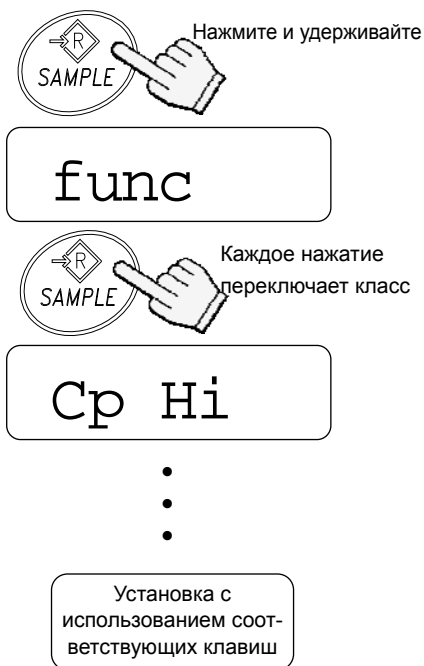 R
SAMPLE
Нажмите и удерживайте
func
R
SAMPLE
Каждое нажатие
переключает класс
Cp Hi
Установка с
использованием соот-
ветствующих клавиш